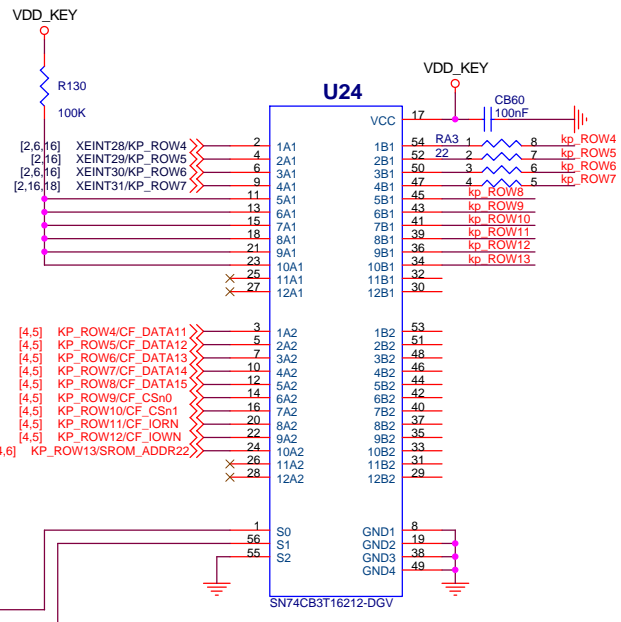 VDD_KEY
R130
100K
U24
VDD_KEY
CB60
100nF
VCC 17
[2,6,16] XEINT28/KP_ROW4 2 1A1 1B1 54 RA3 1 8 kp_ROW4
[2,16] XEINT29/KP_ROW5 4 2A1 2B1 52 22 2 7 kp_ROW5
[2,6,16] XEINT30/KP_ROW6 6 3A1 3B1 50 3 6 kp_ROW6
[2,16,18] XEINT31/KP_ROW7 9 4A1 4B1 47 4 5 kp_ROW7
11 5A1 5B1 45 kp_ROW8
13 6A1 6B1 43 kp_ROW9
15 7A1 7B1 41 kp_ROW10
18 8A1 8B1 39 kp_ROW11
21 9A1 9B1 36 kp_ROW12
23 10A1 10B1 34 kp_ROW13
25 11A1 11B1 32
27 12A1 12B1 30
[4,5] KP_ROW4/CF_DATA11 3 1A2 1B2 53
[4,5] KP_ROW5/CF_DATA12 5 2A2 2B2 51
[4,5] KP_ROW6/CF_DATA13 7 3A2 3B2 48
[4,5] KP_ROW7/CF_DATA14 10 4A2 4B2 46
[4,5] KP_ROW8/CF_DATA15 12 5A2 5B2 44
[4,5] KP_ROW9/CF_CSn0 14 6A2 6B2 42
[4,5] KP_ROW10/CF_CSn1 16 7A2 7B2 40
[4,5] KP_ROW11/CF_IORN 20 8A2 8B2 37
[4,5] KP_ROW12/CF_IOWN 22 9A2 9B2 35
4,6] KP_ROW13/SROM_ADDR22 24 10A2 10B2 33
26 11A2 11B2 31
28 12A2 12B2 29
1 S0 GND1 8
56 S1 GND2 19
55 S2 GND3 38
GND4 49
SN74CB3T16212-DGV